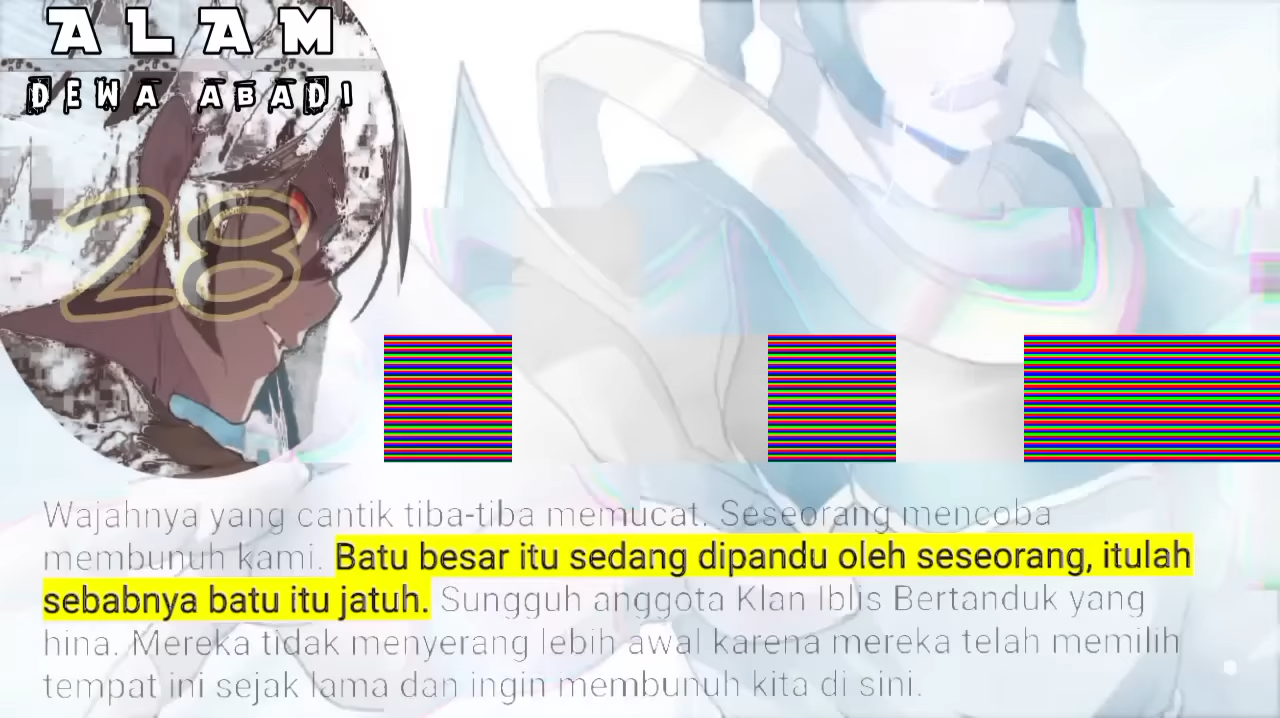 ALAM
DEWA ABADI
28
Wajahnya yang cantik tiba-tiba memucat. Seseorang mencoba
membunuh kami. Batu besar itu sedang dipandu oleh seseorang, itulah
sebabnya batu itu jatuh. Sungguh anggota Klan Iblis Bertanduk yang
hina. Mereka tidak menyerang lebih awal karena mereka telah memilih
tempat ini sejak lama dan ingin membunuh kita di sini.